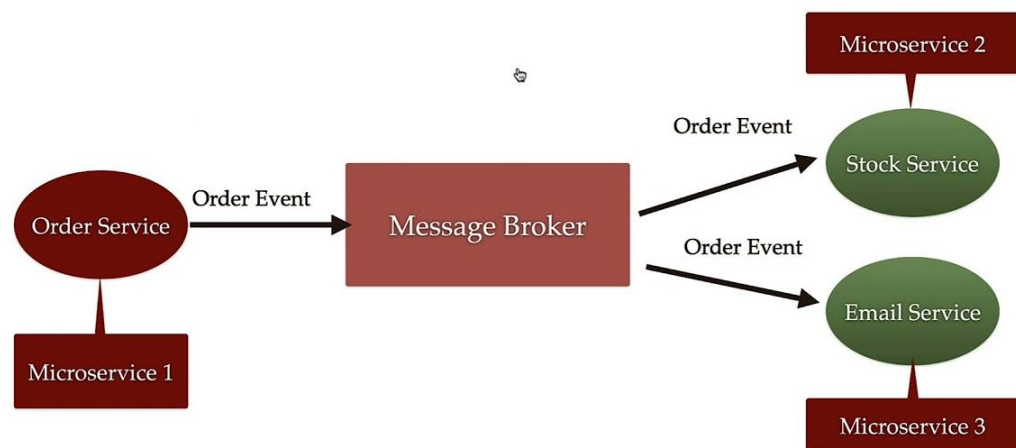 Microservice 2
Order Event
Stock Service
Order Event
Order Service
Message Broker
Order Event
Email Service
Microservice 1
Microservice 3